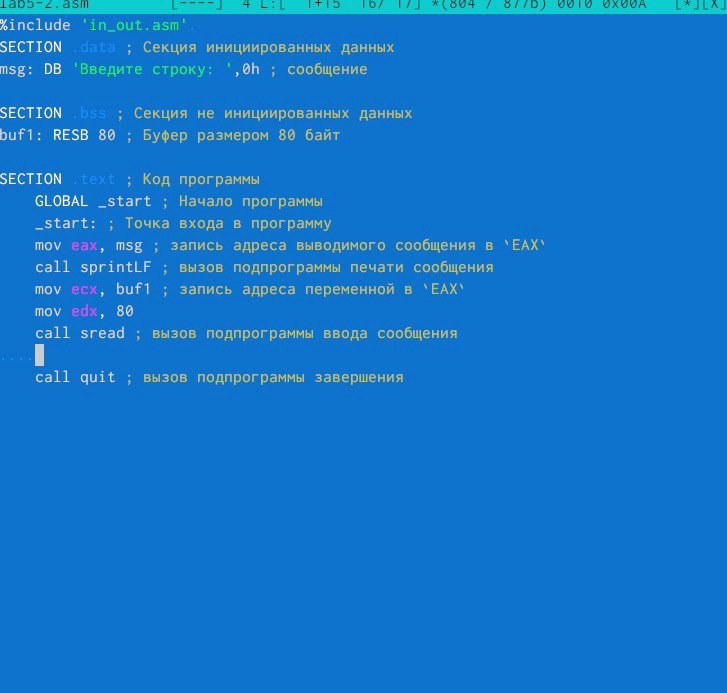 lab5-2.asm [----] 4 L:[ 1+15 16/ 17] *(804 / 877b) 0010 0x00A [*][X]
%include 'in_out.asm'
SECTION .data ; Секция инициированных данных
msg: DB 'Введите строку: ',0h ; сообщение
SECTION .bss ; Секция не инициированных данных
buf1: RESB 80 ; Буфер размером 80 байт
SECTION .text ; Код программы
GLOBAL _start ; Начало программы
_start: ; Точка входа в программу
mov eax, msg ; запись адреса выводимого сообщения в `EAX`
call sprintLF ; вызов подпрограммы печати сообщения
mov ecx, buf1 ; запись адреса переменной в `EAX`
mov edx, 80
call sread ; вызов подпрограммы ввода сообщения
....
call quit ; вызов подпрограммы завершения